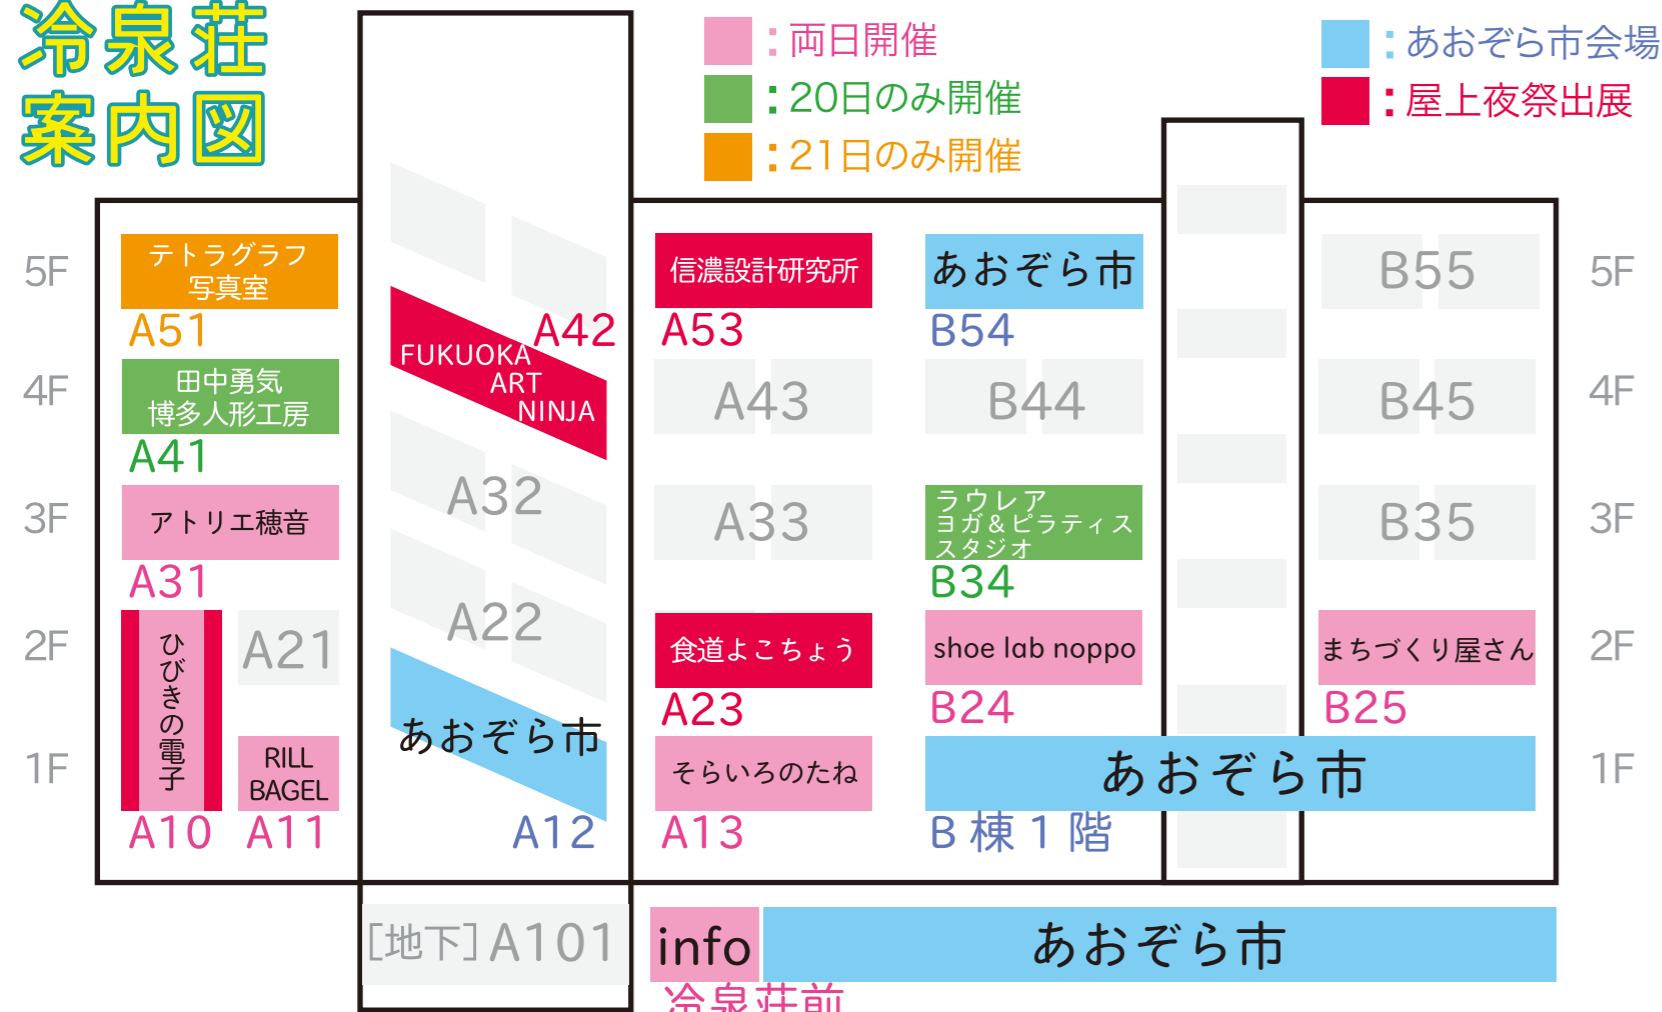 冷泉荘
案内図
：両日開催
：20日のみ開催
：21日のみ開催
：あおぞら市会場
：屋上夜祭出展
5F
テトラグラフ
写真室
A51
A42
FUKUOKA
ART
NINJA
信濃設計研究所
A53
あおぞら市
B54
B55
5F
4F
田中勇気
博多人形工房
A41
A43
B44
B45
4F
3F
アトリエ穂音
A31
A32
A33
ラウレア
ヨガ＆ピラティス
スタジオ
B34
B35
3F
2F
ひびきの電子
A10
A21
A22
食道よこちょう
A23
shoe lab noppo
B24
まちづくり屋さん
B25
2F
1F
RILL
BAGEL
A11
あおぞら市
A12
そらいろのたね
A13
あおぞら市
B棟1階
1F
［地下］A101
info
冷泉荘前
あおぞら市